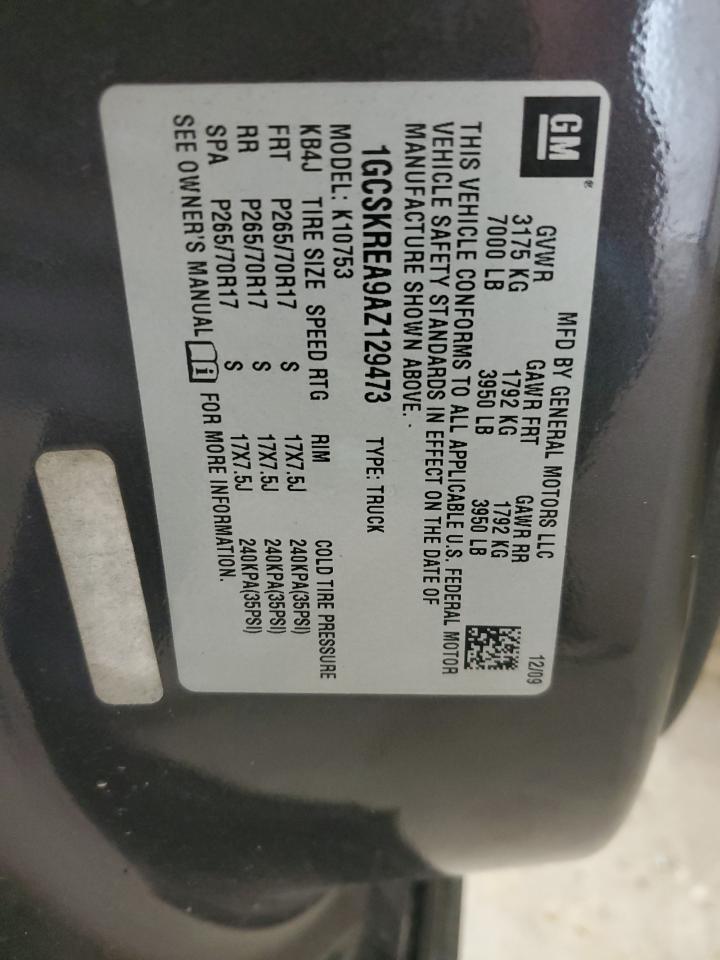 GM®
MFD BY GENERAL MOTORS LLC 12/09
GVWR GAWR FRT GAWR RR
3175 KG 1792 KG 1792 KG
7000 LB 3950 LB 3950 LB
THIS VEHICLE CONFORMS TO ALL APPLICABLE U.S. FEDERAL MOTOR
VEHICLE SAFETY STANDARDS IN EFFECT ON THE DATE OF
MANUFACTURE SHOWN ABOVE.
1GCSKREA9AZ129473 TYPE: TRUCK
MODEL: K10753
KB4J TIRE SIZE SPEED RTG RIM COLD TIRE PRESSURE
FRT P265/70R17 S 17X7.5J 240KPA(35PSI)
RR P265/70R17 S 17X7.5J 240KPA(35PSI)
SPA P265/70R17 S 17X7.5J 240KPA(35PSI)
SEE OWNER'S MANUAL i FOR MORE INFORMATION.